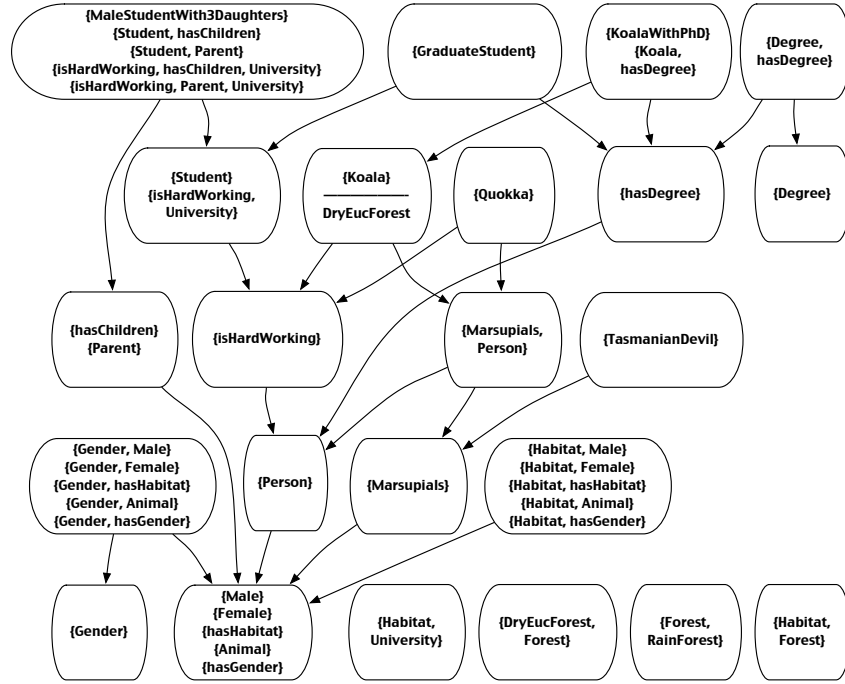 {MaleStudentWith3Daughters}
{Student, hasChildren}
{Student, Parent}
{isHardWorking, hasChildren, University}
{isHardWorking, Parent, University}
{GraduateStudent}
{KoalaWithPhD}
{Koala,
hasDegree}
{Degree,
hasDegree}
{Student}
{isHardWorking,
University}
{Koala}
DryEucForest
{Quokka}
{hasDegree}
{Degree}
{hasChildren}
{Parent}
{isHardWorking}
{Marsupials,
Person}
{TasmanianDevil}
{Gender, Male}
{Gender, Female}
{Gender, hasHabitat}
{Gender, Animal}
{Gender, hasGender}
{Person}
{Marsupials}
{Habitat, Male}
{Habitat, Female}
{Habitat, hasHabitat}
{Habitat, Animal}
{Habitat, hasGender}
{Gender}
{Male}
{Female}
{hasHabitat}
{Animal}
{hasGender}
{Habitat,
University}
{DryEucForest,
Forest}
{Forest,
RainForest}
{Habitat,
Forest}